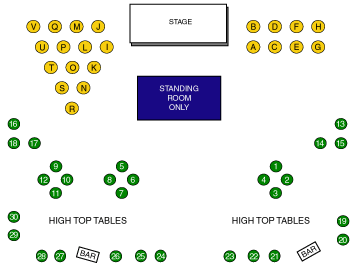 STAGE
V Q M J
B D F H
U P L I
A C E G
T O K
S N
R
STANDING
ROOM
ONLY
16
13
18 17
14 15
9
5
1
12 10
8 6
4 2
11
7
3
30
HIGH TOP TABLES
HIGH TOP TABLES
19
29
20
28 27 BAR 26 25 24
23 22 21 BAR